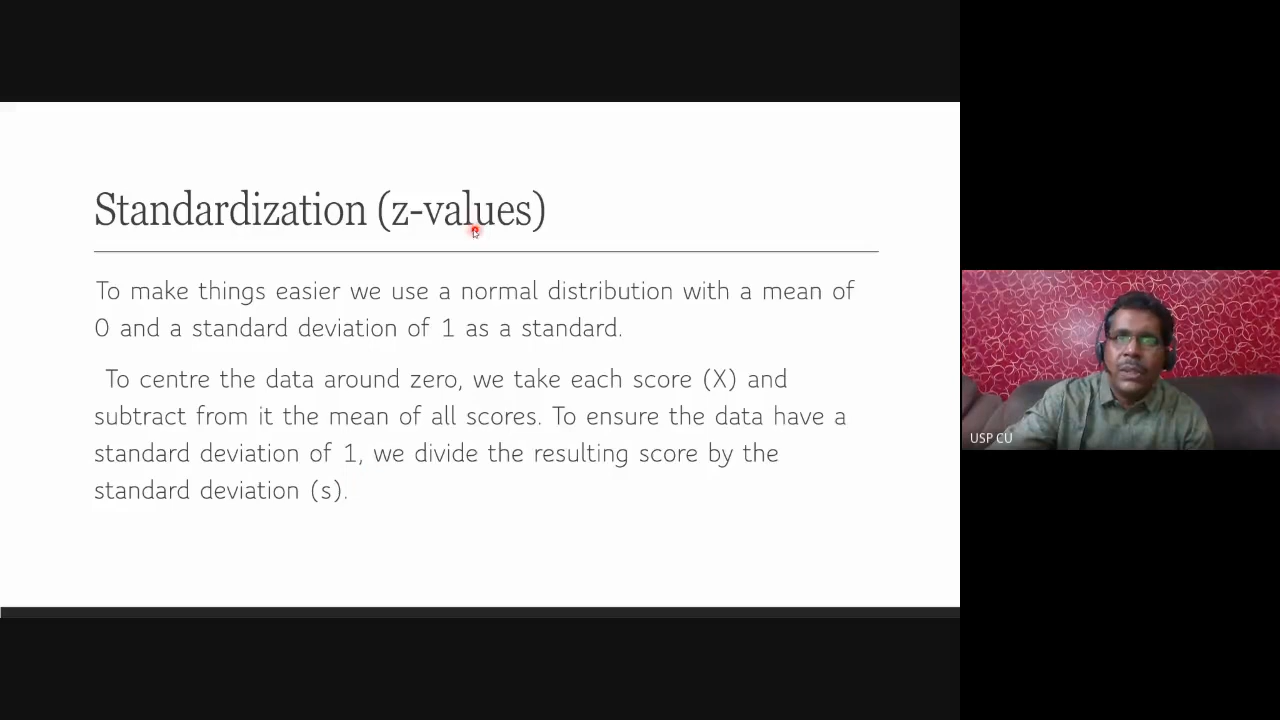 Standardization (z-values)
To make things easier we use a normal distribution with a mean of
0 and a standard deviation of 1 as a standard.
To centre the data around zero, we take each score (X) and
subtract from it the mean of all scores. To ensure the data have a
standard deviation of 1, we divide the resulting score by the
standard deviation (s).
USP CU